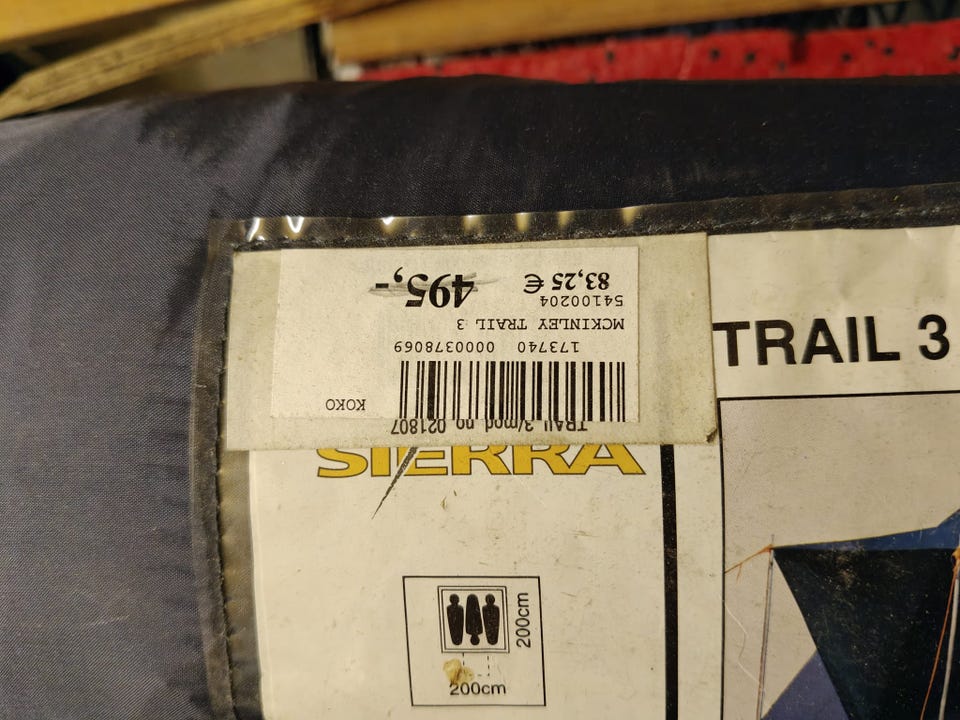 TRAIL 3/mod no 021807
KOKO
173740 0000378069
MCKINLEY TRAIL 3
54100204
83,25 € 495,-
SIERRA
200cm
200cm
TRAIL 3